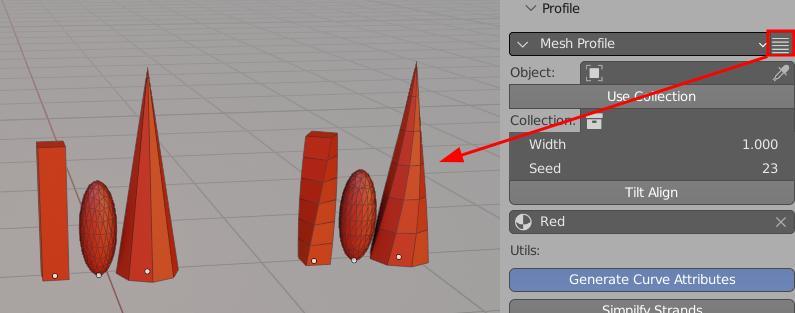 Profile
Mesh Profile
Object:
Use Collection
Collection:
Width 1.000
Seed 23
Tilt Align
Red
Utils:
Generate Curve Attributes
Simpilfy Strands